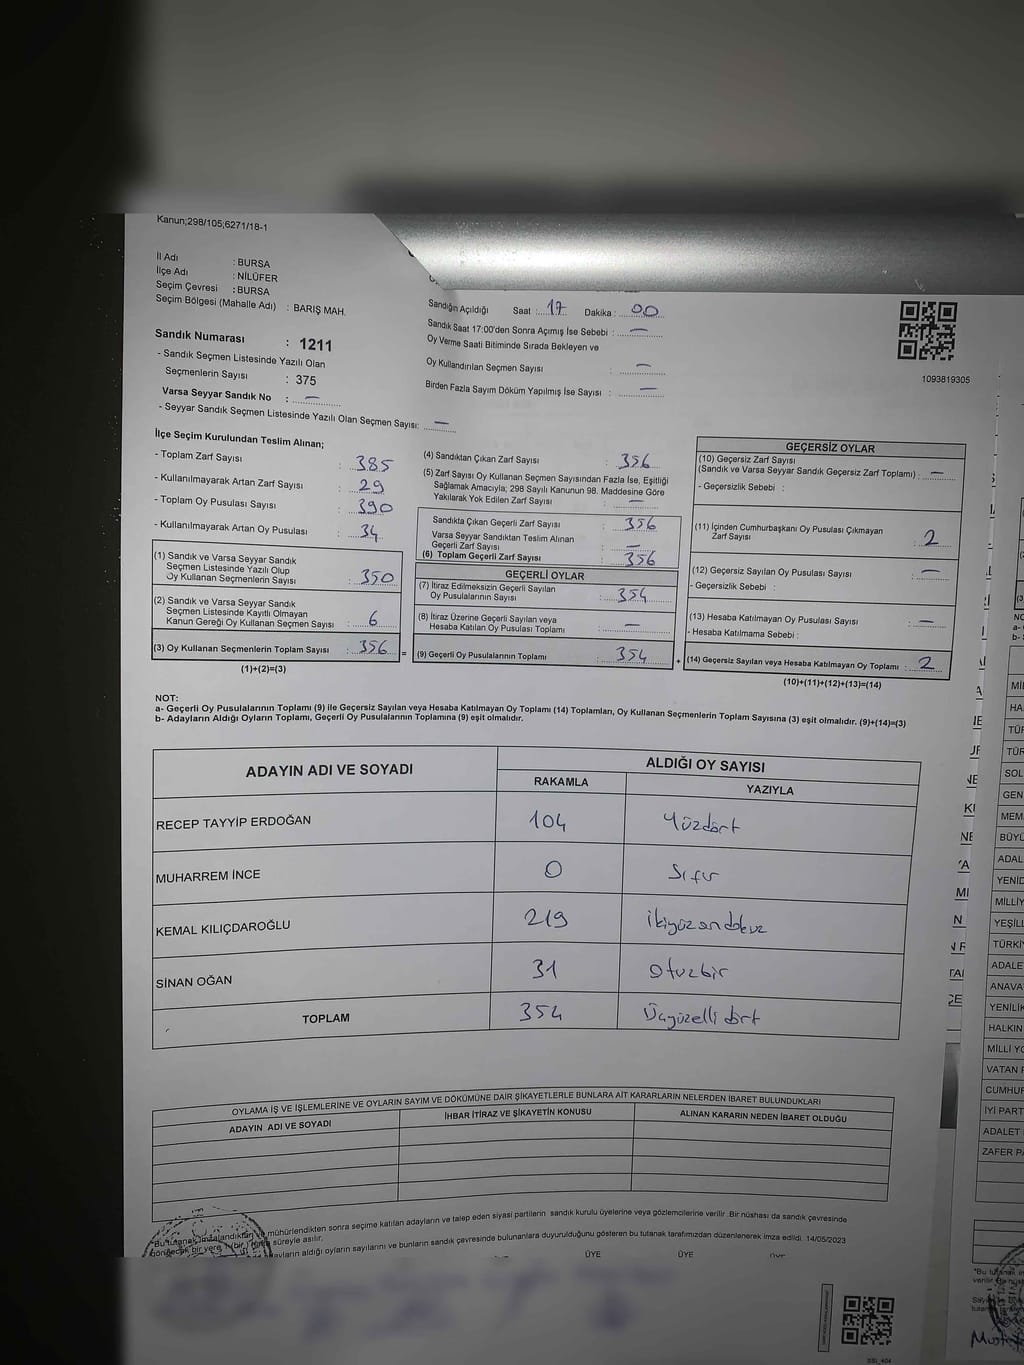 Kanun;298/105;6271/18-1
İl Adı : BURSA
İlçe Adı : NİLÜFER
Seçim Çevresi : BURSA
Seçim Bölgesi (Mahalle Adı) : BARIŞ MAH.
Sandık Numarası : 1211
- Sandık Seçmen Listesinde Yazılı Olan
Seçmenlerin Sayısı : 375
Varsa Seyyar Sandık No : —
- Seyyar Sandık Seçmen Listesinde Yazılı Olan Seçmen Sayısı: —
Sandığın Açıldığı Saat : 17 Dakika : 00
Sandık Saat 17:00'den Sonra Açımış İse Sebebi : —
Oy Verme Saati Bitiminde Sırada Bekleyen ve
Oy Kullandırılan Seçmen Sayısı : —
Birden Fazla Sayım Döküm Yapılmış İse Sayısı : —
1093819305
İlçe Seçim Kurulundan Teslim Alınan;
- Toplam Zarf Sayısı : 385
- Kullanılmayarak Artan Zarf Sayısı : 29
- Toplam Oy Pusulası Sayısı : 390
- Kullanılmayarak Artan Oy Pusulası : 34
(1) Sandık ve Varsa Seyyar Sandık
Seçmen Listesinde Yazılı Olup
Oy Kullanan Seçmenlerin Sayısı : 350
(2) Sandık ve Varsa Seyyar Sandık
Seçmen Listesinde Kayıtlı Olmayan
Kanun Gereği Oy Kullanan Seçmen Sayısı : 6
(3) Oy Kullanan Seçmenlerin Toplam Sayısı : 356 =
(1)+(2)=(3)
(4) Sandıktan Çıkan Zarf Sayısı : 356
(5) Zarf Sayısı Oy Kullanan Seçmen Sayısından Fazla İse, Eşitliği
Sağlamak Amacıyla; 298 Sayılı Kanunun 98. Maddesine Göre
Yakılarak Yok Edilen Zarf Sayısı : —
Sandıkta Çıkan Geçerli Zarf Sayısı : 356
Varsa Seyyar Sandıktan Teslim Alınan
Geçerli Zarf Sayısı : —
(6) Toplam Geçerli Zarf Sayısı : 356
GEÇERLİ OYLAR
(7) İtiraz Edilmeksizin Geçerli Sayılan
Oy Pusulalarının Sayısı : 354
(8) İtiraz Üzerine Geçerli Sayılan veya
Hesaba Katılan Oy Pusulası Toplamı : —
(9) Geçerli Oy Pusulalarının Toplamı : 354 +
GEÇERSİZ OYLAR
(10) Geçersiz Zarf Sayısı
(Sandık ve Varsa Seyyar Sandık Geçersiz Zarf Toplamı) : —
- Geçersizlik Sebebi :
(11) İçinden Cumhurbaşkanı Oy Pusulası Çıkmayan
Zarf Sayısı : 2
(12) Geçersiz Sayılan Oy Pusulası Sayısı : —
- Geçersizlik Sebebi :
(13) Hesaba Katılmayan Oy Pusulası Sayısı : —
- Hesaba Katılmama Sebebi :
(14) Geçersiz Sayılan veya Hesaba Katılmayan Oy Toplamı : 2
(10)+(11)+(12)+(13)=(14)
NOT:
a- Geçerli Oy Pusulalarının Toplamı (9) ile Geçersiz Sayılan veya Hesaba Katılmayan Oy Toplamı (14) Toplamları, Oy Kullanan Seçmenlerin Toplam Sayısına (3) eşit olmalıdır. (9)+(14)=(3)
b- Adayların Aldığı Oyların Toplamı, Geçerli Oy Pusulalarının Toplamına (9) eşit olmalıdır.
ADAYIN ADI VE SOYADI ALDIĞI OY SAYISI
RAKAMLA YAZIYLA
RECEP TAYYİP ERDOĞAN 104 Yüzdört
MUHARREM İNCE 0 Sıfır
KEMAL KILIÇDAROĞLU 219 ikiyüzondokuz
SİNAN OĞAN 31 Otuzbir
TOPLAM 354 Üçyüzelli dört
OYLAMA İŞ VE İŞLEMLERİNE VE OYLARIN SAYIM VE DÖKÜMÜNE DAİR ŞİKAYETLERLE BUNLARA AİT KARARLARIN NELERDEN İBARET BULUNDUKLARI
ADAYIN ADI VE SOYADI İHBAR İTİRAZ VE ŞİKAYETİN KONUSU ALINAN KARARIN NEDEN İBARET OLDUĞU
mühürlendikten sonra seçime katılan adayların ve talep eden siyasi partilerin sandık kurulu üyelerine veya gözlemcilerine verilir. Bir nüshası da sandık çevresinde
süreyle asılır.
aldığı oyların sayılarını ve bunların sandık çevresinde bulunanlara duyurulduğunu gösteren bu tutanak tarafımızdan düzenlenerek imza edildi. 14/05/2023
ÜYE ÜYE
TÜRKİ
ADALE
ANAVA
YENİLİK
HALKIN
MİLLİ YO
VATAN P
CUMHUR
İYİ PART
ADALET
ZAFER PA